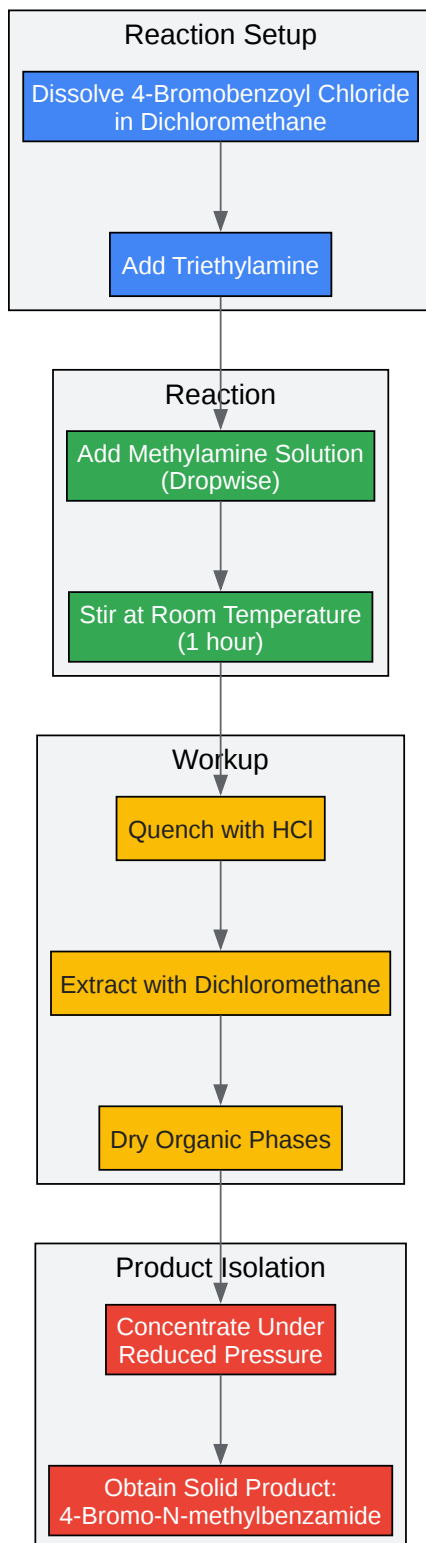 Reaction Setup
Dissolve 4-Bromobenzoyl Chloride
in Dichloromethane
Add Triethylamine
Reaction
Add Methylamine Solution
(Dropwise)
Stir at Room Temperature
(1 hour)
Workup
Quench with HCl
Extract with Dichloromethane
Dry Organic Phases
Product Isolation
Concentrate Under
Reduced Pressure
Obtain Solid Product:
4-Bromo-N-methylbenzamide